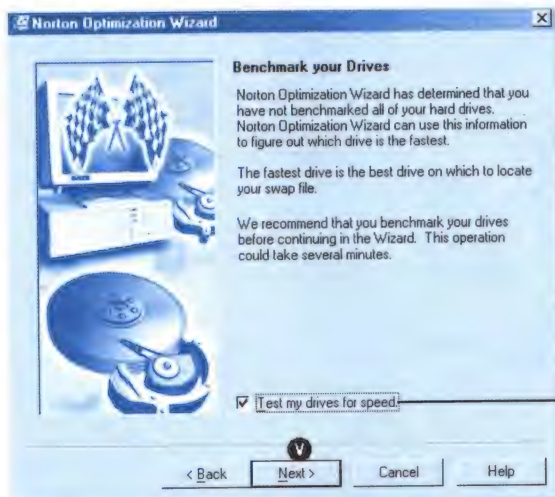 Norton Optimization Wizard
Benchmark your Drives
Norton Optimization Wizard has determined that you
have not benchmarked all of your hard drives.
Norton Optimization Wizard can use this information
to figure out which drive is the fastest.
The fastest drive is the best drive on which to locate
your swap file.
We recommend that you benchmark your drives
before continuing in the Wizard. This operation
could take several minutes.
Test my drives for speed.
V
< Back
Next >
Cancel
Help